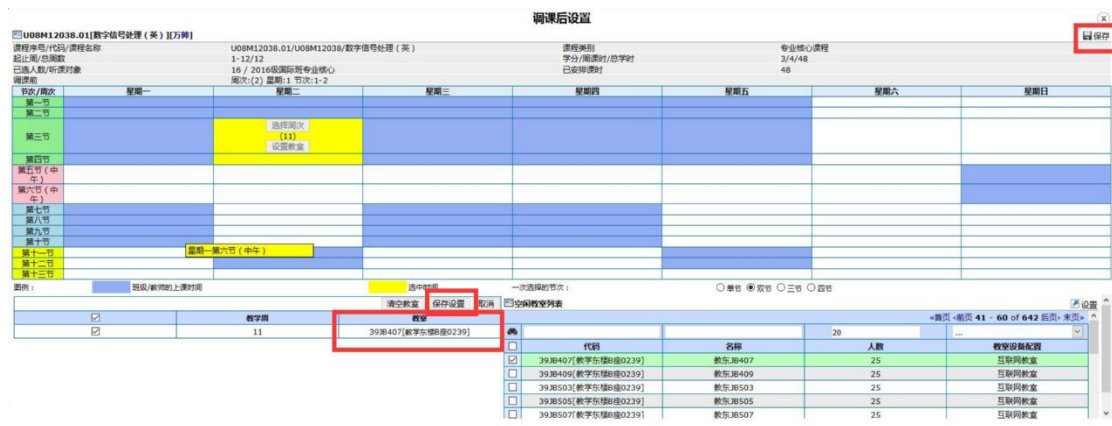 调课后设置
U08M12038.01[数字信号处理(英)][万帅]
保存
课程序号/代码/课程名称 U08M12038.01/U08M12038/数字信号处理(英) 课程类别 专业核心课程
起止周/总周数 1-12/12 学分/周课时/总学时 3/4/48
已选人数/听课对象 16 / 2016级国际班专业核心 已安排课时 48
调课前 周次:(2) 星期:1 节次:1-2
节次/周次 星期一 星期二 星期三 星期四 星期五 星期六 星期日
第一节
第二节
选择周次
第三节 (11)
设置教室
第四节
第五节(中午)
第六节(中午)
第七节
第八节
第九节
第十节
第十一节 星期一第六节(中午)
第十二节
第十三节
图例: 班级/教师的上课时间 选中时间 一次选择的节次: 单节 双节 三节 四节
清空教室 保存设置 取消 空闲教室列表 设置
教学周 教室 «首页 ‹前页 41 - 60 of 642 后页› 末页»
11 39JB407[教学东楼B座0239] 20 ...
代码 名称 人数 教室设备配置
39JB407[教学东楼B座0239] 教东JB407 25 互联网教室
39JB409[教学东楼B座0239] 教东JB409 25 互联网教室
39JB503[教学东楼B座0239] 教东JB503 25 互联网教室
39JB505[教学东楼B座0239] 教东JB505 25 互联网教室
39JB507[教学东楼B座0239] 教东JB507 25 互联网教室